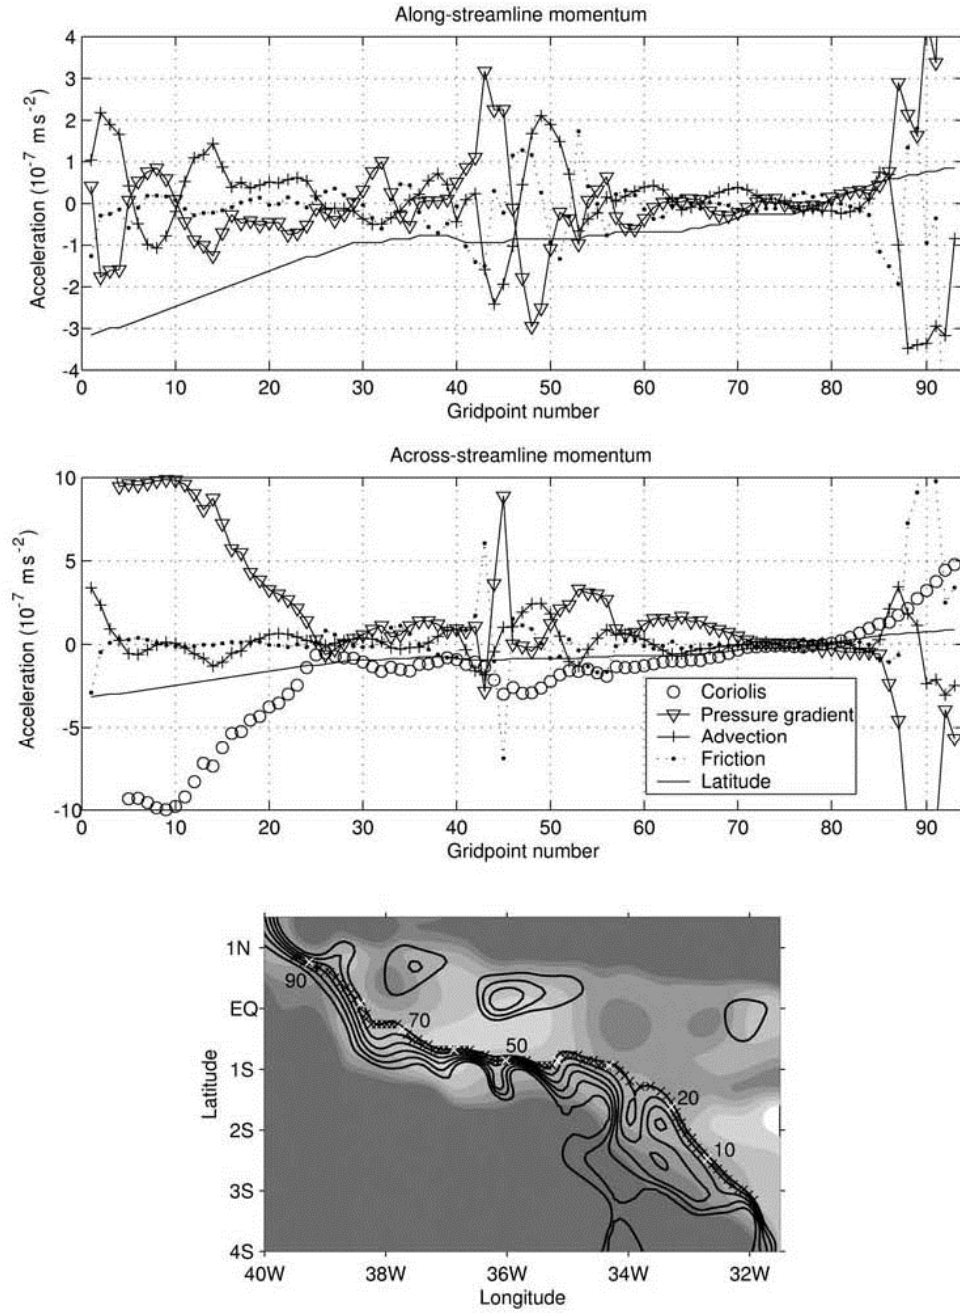 Along-streamline momentum
4
3
2
1
0
-1
-2
-3
-4
Acceleration (10⁻⁷ ms⁻²)
0 10 20 30 40 50 60 70 80 90
Gridpoint number
Across-streamline momentum
10
5
0
-5
-10
Acceleration (10⁻⁷ ms⁻²)
Coriolis
Pressure gradient
Advection
Friction
Latitude
0 10 20 30 40 50 60 70 80 90
Gridpoint number
1N
EQ
1S
2S
3S
4S
Latitude
90
70
50
20
10
40W 38W 36W 34W 32W
Longitude